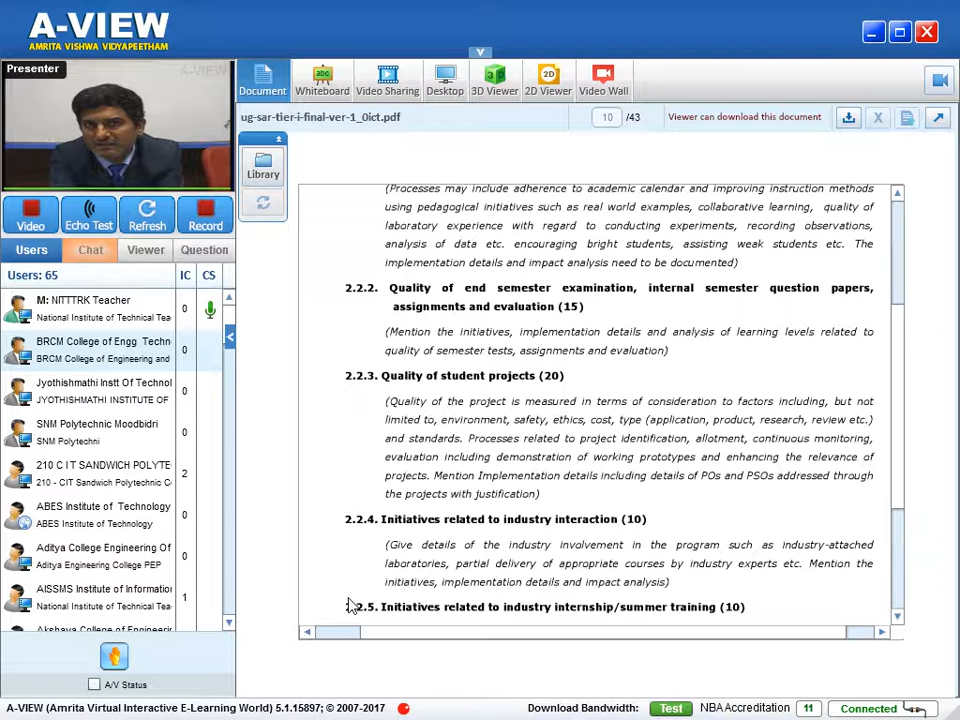 A-VIEW
AMRITA VISHWA VIDYAPEETHAM
Presenter
A-VIEW
Document
Whiteboard
Video Sharing
Desktop
3D Viewer
2D Viewer
Video Wall
ug-sar-tier-i-final-ver-1_0ict.pdf
10 /43
Viewer can download this document
Library
Video
Echo Test
Refresh
Record
Users
Chat
Viewer
Question
Users: 65
IC
CS
M: NITTTRK Teacher
National Institute of Technical Tea
0
BRCM College of Engg Techn
BRCM College of Engineering and
0
Jyothishmathi Instt Of Technol
JYOTHISHMATHI INSTITUTE OF
0
SNM Polytechnic Moodbidri
SNM Polytechni
0
210 C I T SANDWICH POLYTE
210 - CIT Sandwich Polytechnic C
2
ABES Institute of Technology
ABES Institute of Technology
0
Aditya College Engineering Of
Aditya Engineering College PEP
0
AISSMS Institute of Informatior
National Institute of Technical Tea
1
Akshaya College of Engineerir
A/V Status
(Processes may include adherence to academic calendar and improving instruction methods
using pedagogical initiatives such as real world examples, collaborative learning, quality of
laboratory experience with regard to conducting experiments, recording observations,
analysis of data etc. encouraging bright students, assisting weak students etc. The
implementation details and impact analysis need to be documented)
2.2.2. Quality of end semester examination, internal semester question papers,
assignments and evaluation (15)
(Mention the initiatives, implementation details and analysis of learning levels related to
quality of semester tests, assignments and evaluation)
2.2.3. Quality of student projects (20)
(Quality of the project is measured in terms of consideration to factors including, but not
limited to, environment, safety, ethics, cost, type (application, product, research, review etc.)
and standards. Processes related to project identification, allotment, continuous monitoring,
evaluation including demonstration of working prototypes and enhancing the relevance of
projects. Mention Implementation details including details of POs and PSOs addressed through
the projects with justification)
2.2.4. Initiatives related to industry interaction (10)
(Give details of the industry involvement in the program such as industry-attached
laboratories, partial delivery of appropriate courses by industry experts etc. Mention the
initiatives, implementation details and impact analysis)
2.2.5. Initiatives related to industry internship/summer training (10)
A-VIEW (Amrita Virtual Interactive E-Learning World) 5.1.15897; © 2007-2017
Download Bandwidth:
Test
NBA Accreditation
11
Connected